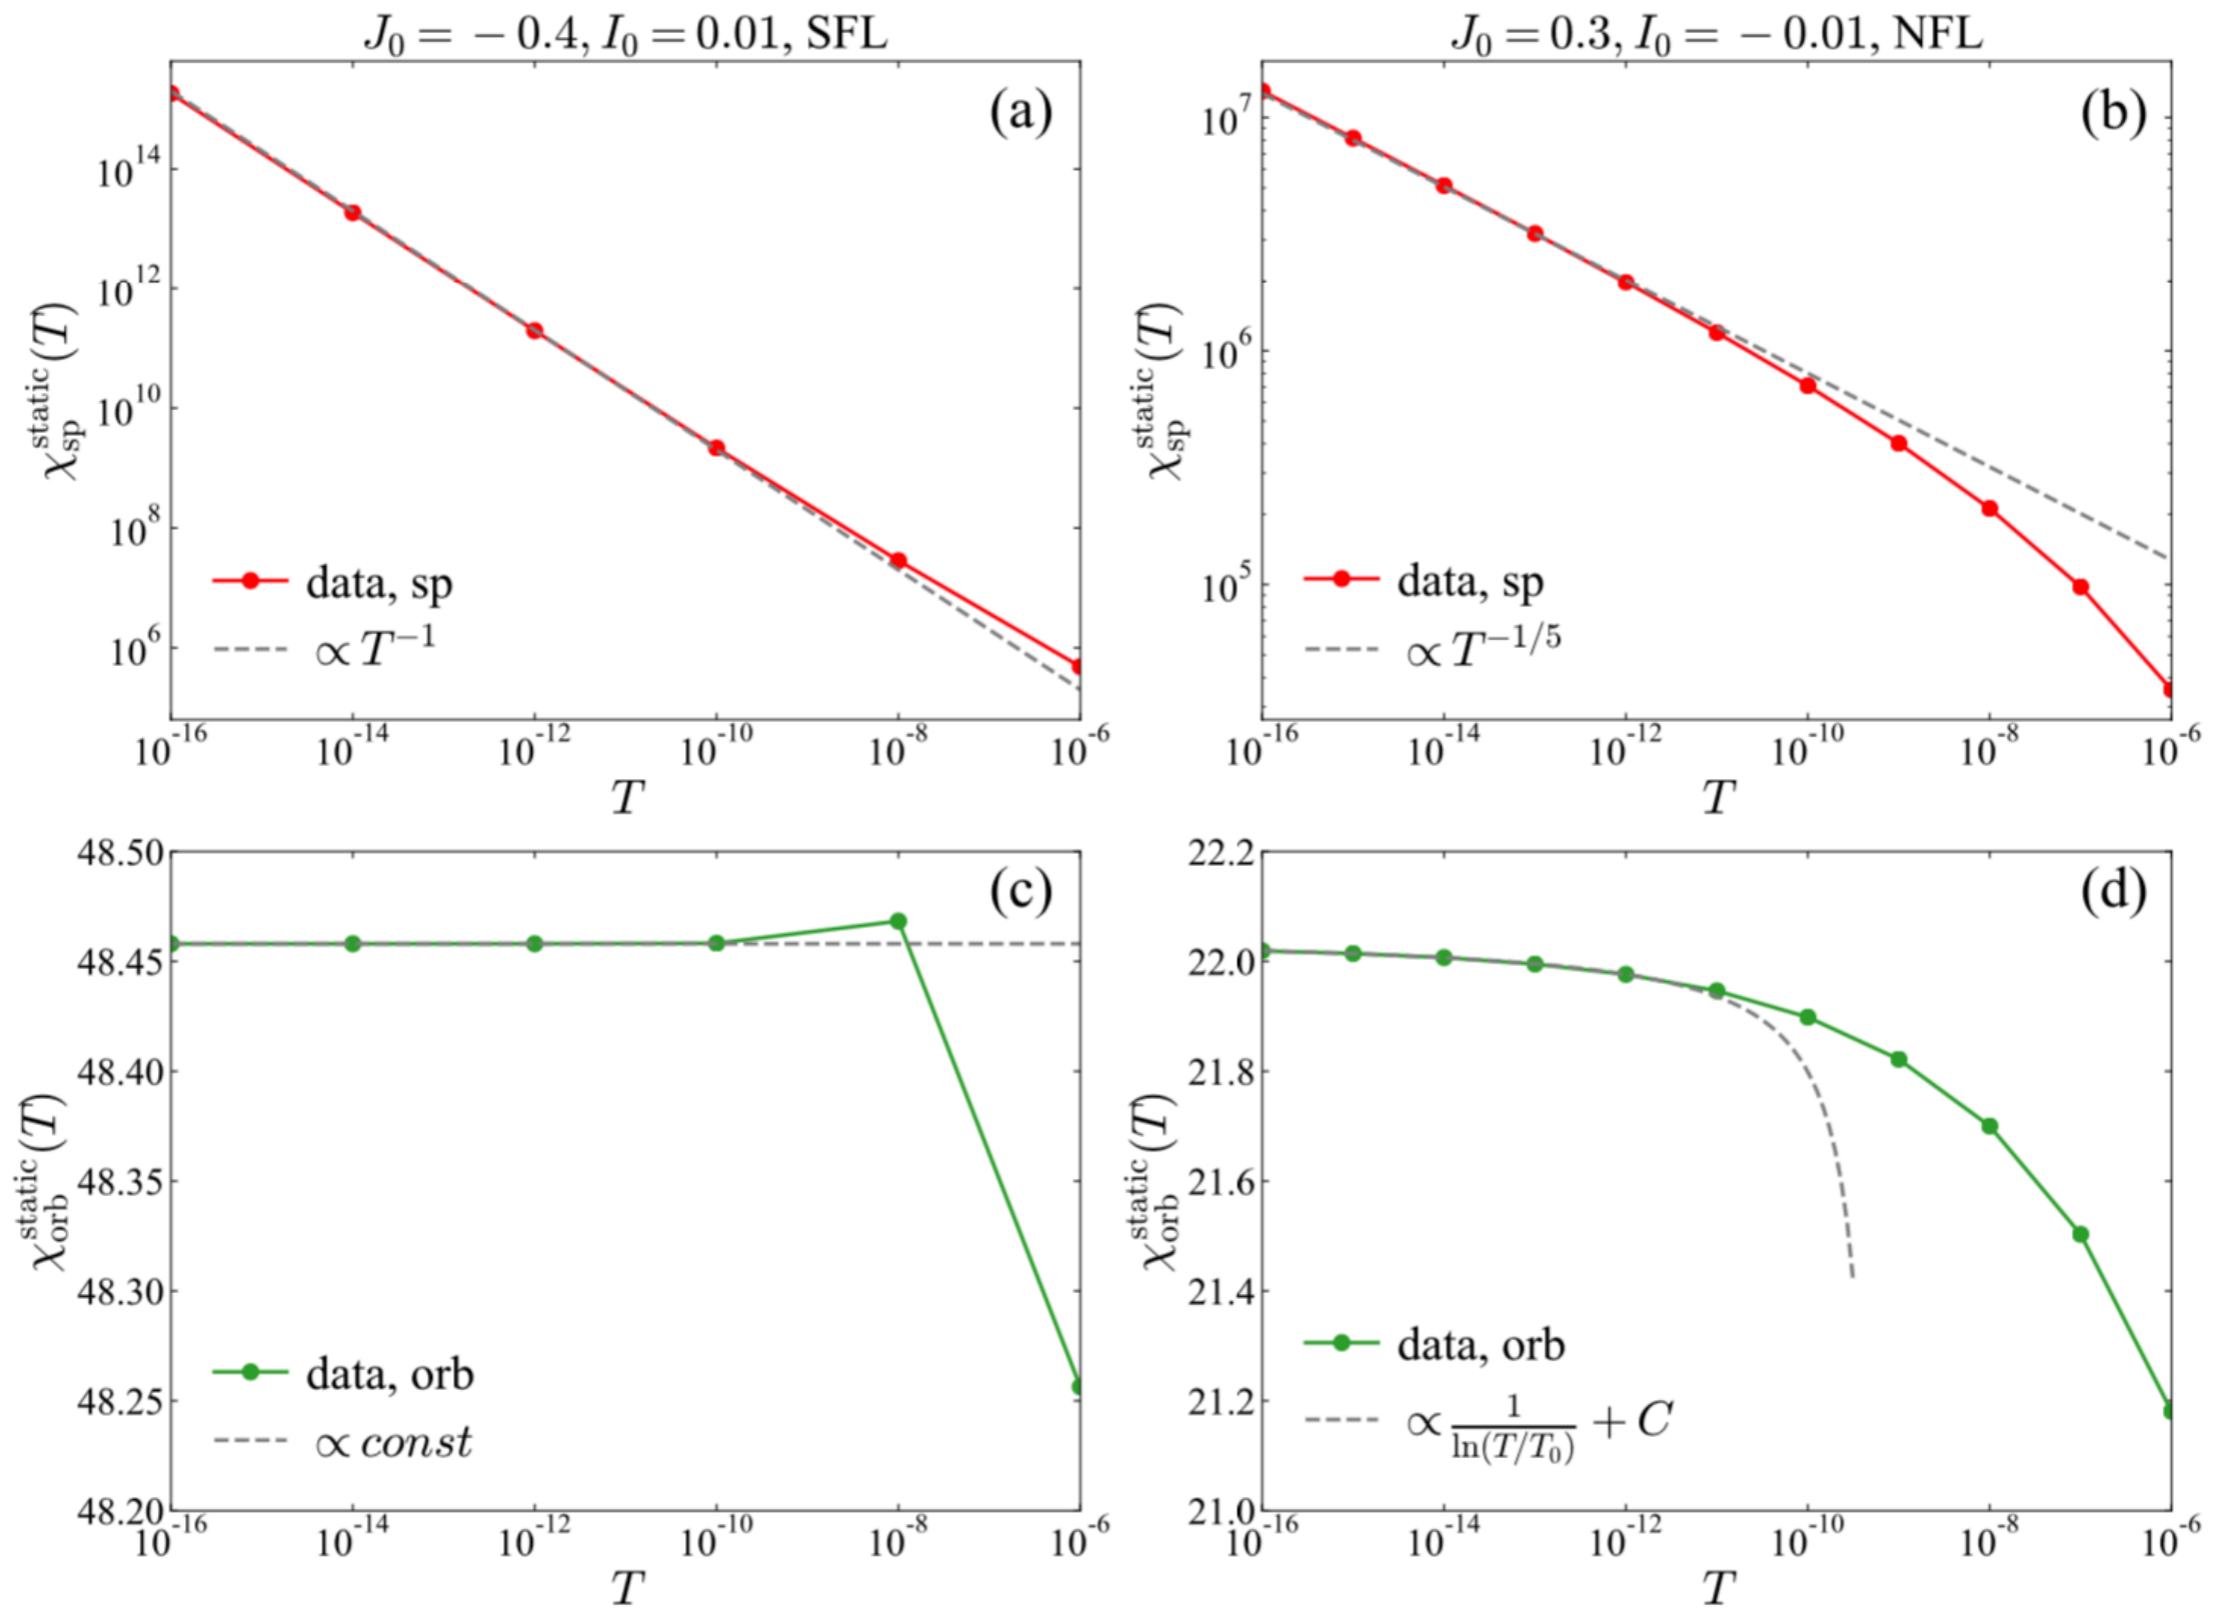 J₀ = −0.4, I₀ = 0.01, SFL
(a)
χ_sp^static(T)
10^14
10^12
10^10
10^8
10^6
data, sp
∝ T^−1
10^-16 10^-14 10^-12 10^-10 10^-8 10^-6
T
J₀ = 0.3, I₀ = −0.01, NFL
(b)
χ_sp^static(T)
10^7
10^6
10^5
data, sp
∝ T^−1/5
10^-16 10^-14 10^-12 10^-10 10^-8 10^-6
T
(c)
χ_orb^static(T)
48.50
48.45
48.40
48.35
48.30
48.25
48.20
data, orb
∝ const
10^-16 10^-14 10^-12 10^-10 10^-8 10^-6
T
(d)
χ_orb^static(T)
22.2
22.0
21.8
21.6
21.4
21.2
21.0
data, orb
∝ 1/ln(T/T₀) + C
10^-16 10^-14 10^-12 10^-10 10^-8 10^-6
T